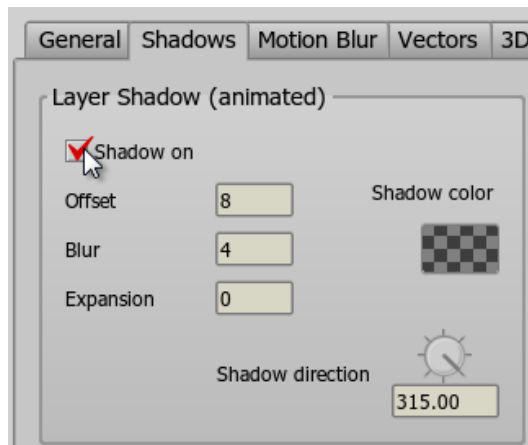 General Shadows Motion Blur Vectors 3D
Layer Shadow (animated)
Shadow on
Offset 8 Shadow color
Blur 4
Expansion 0
Shadow direction
315.00